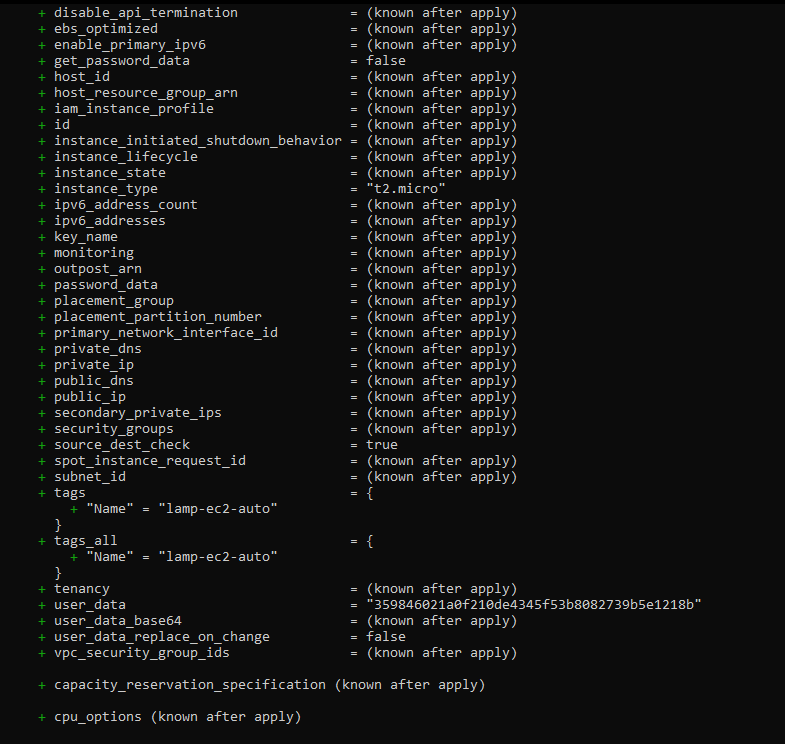 + disable_api_termination = (known after apply)
+ ebs_optimized = (known after apply)
+ enable_primary_ipv6 = (known after apply)
+ get_password_data = false
+ host_id = (known after apply)
+ host_resource_group_arn = (known after apply)
+ iam_instance_profile = (known after apply)
+ id = (known after apply)
+ instance_initiated_shutdown_behavior = (known after apply)
+ instance_lifecycle = (known after apply)
+ instance_state = (known after apply)
+ instance_type = "t2.micro"
+ ipv6_address_count = (known after apply)
+ ipv6_addresses = (known after apply)
+ key_name = (known after apply)
+ monitoring = (known after apply)
+ outpost_arn = (known after apply)
+ password_data = (known after apply)
+ placement_group = (known after apply)
+ placement_partition_number = (known after apply)
+ primary_network_interface_id = (known after apply)
+ private_dns = (known after apply)
+ private_ip = (known after apply)
+ public_dns = (known after apply)
+ public_ip = (known after apply)
+ secondary_private_ips = (known after apply)
+ security_groups = (known after apply)
+ source_dest_check = true
+ spot_instance_request_id = (known after apply)
+ subnet_id = (known after apply)
+ tags = {
+ "Name" = "lamp-ec2-auto"
}
+ tags_all = {
+ "Name" = "lamp-ec2-auto"
}
+ tenancy = (known after apply)
+ user_data = "359846021a0f210de4345f53b8082739b5e1218b"
+ user_data_base64 = (known after apply)
+ user_data_replace_on_change = false
+ vpc_security_group_ids = (known after apply)
+ capacity_reservation_specification (known after apply)
+ cpu_options (known after apply)